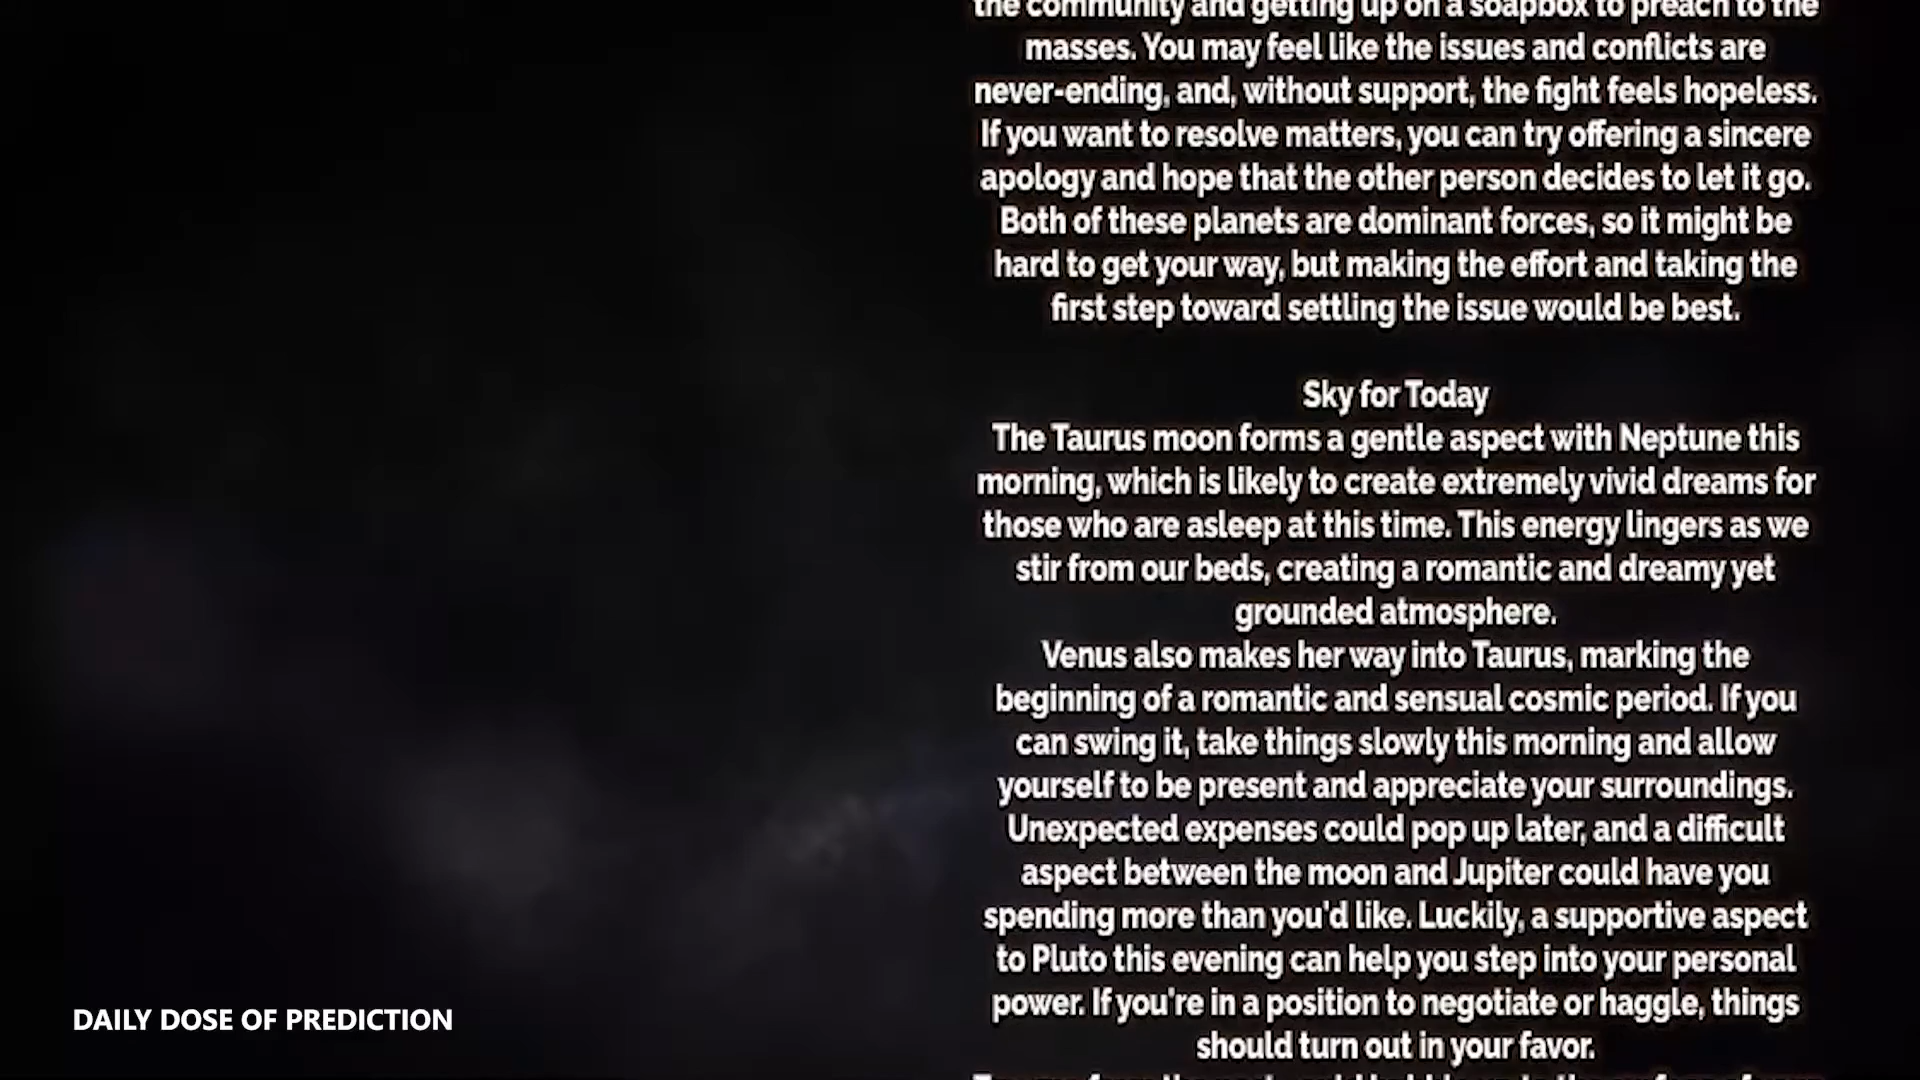 the community and getting up on a soapbox to preach to the
masses. You may feel like the issues and conflicts are
never-ending, and, without support, the fight feels hopeless.
If you want to resolve matters, you can try offering a sincere
apology and hope that the other person decides to let it go.
Both of these planets are dominant forces, so it might be
hard to get your way, but making the effort and taking the
first step toward settling the issue would be best.
Sky for Today
The Taurus moon forms a gentle aspect with Neptune this
morning, which is likely to create extremely vivid dreams for
those who are asleep at this time. This energy lingers as we
stir from our beds, creating a romantic and dreamy yet
grounded atmosphere.
Venus also makes her way into Taurus, marking the
beginning of a romantic and sensual cosmic period. If you
can swing it, take things slowly this morning and allow
yourself to be present and appreciate your surroundings.
Unexpected expenses could pop up later, and a difficult
aspect between the moon and Jupiter could have you
spending more than you'd like. Luckily, a supportive aspect
to Pluto this evening can help you step into your personal
power. If you're in a position to negotiate or haggle, things
should turn out in your favor.
DAILY DOSE OF PREDICTION